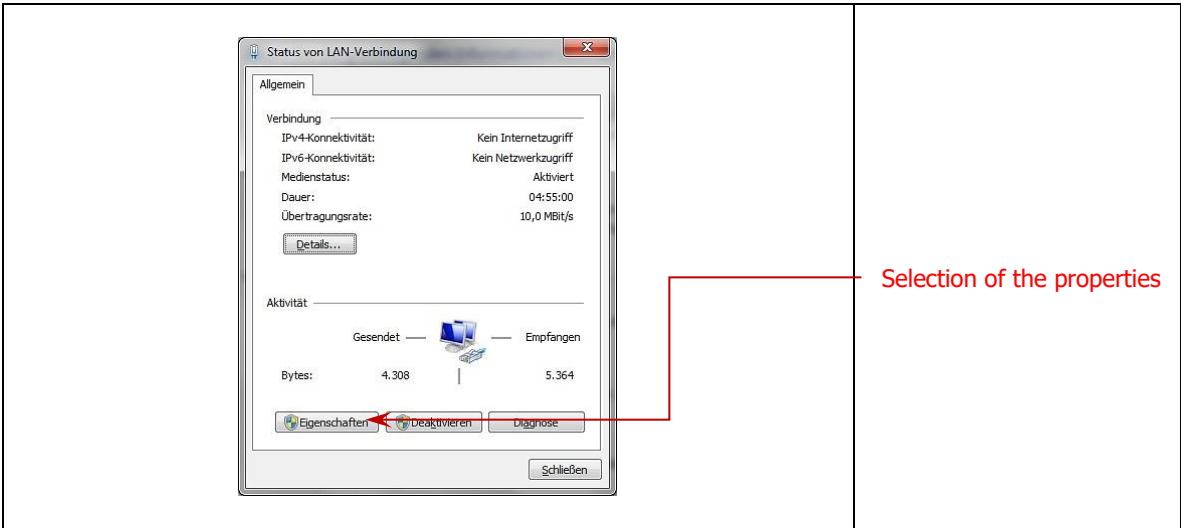 Status von LAN-Verbindung
Allgemein
Verbindung
IPv4-Konnektivität: Kein Internetzugriff
IPv6-Konnektivität: Kein Netzwerkzugriff
Medienstatus: Aktiviert
Dauer: 04:55:00
Übertragungsrate: 10,0 MBit/s
Details...
Selection of the properties
Aktivität
Gesendet Empfangen
Bytes: 4.308 5.364
Eigenschaften Deaktivieren Diagnose
Schließen